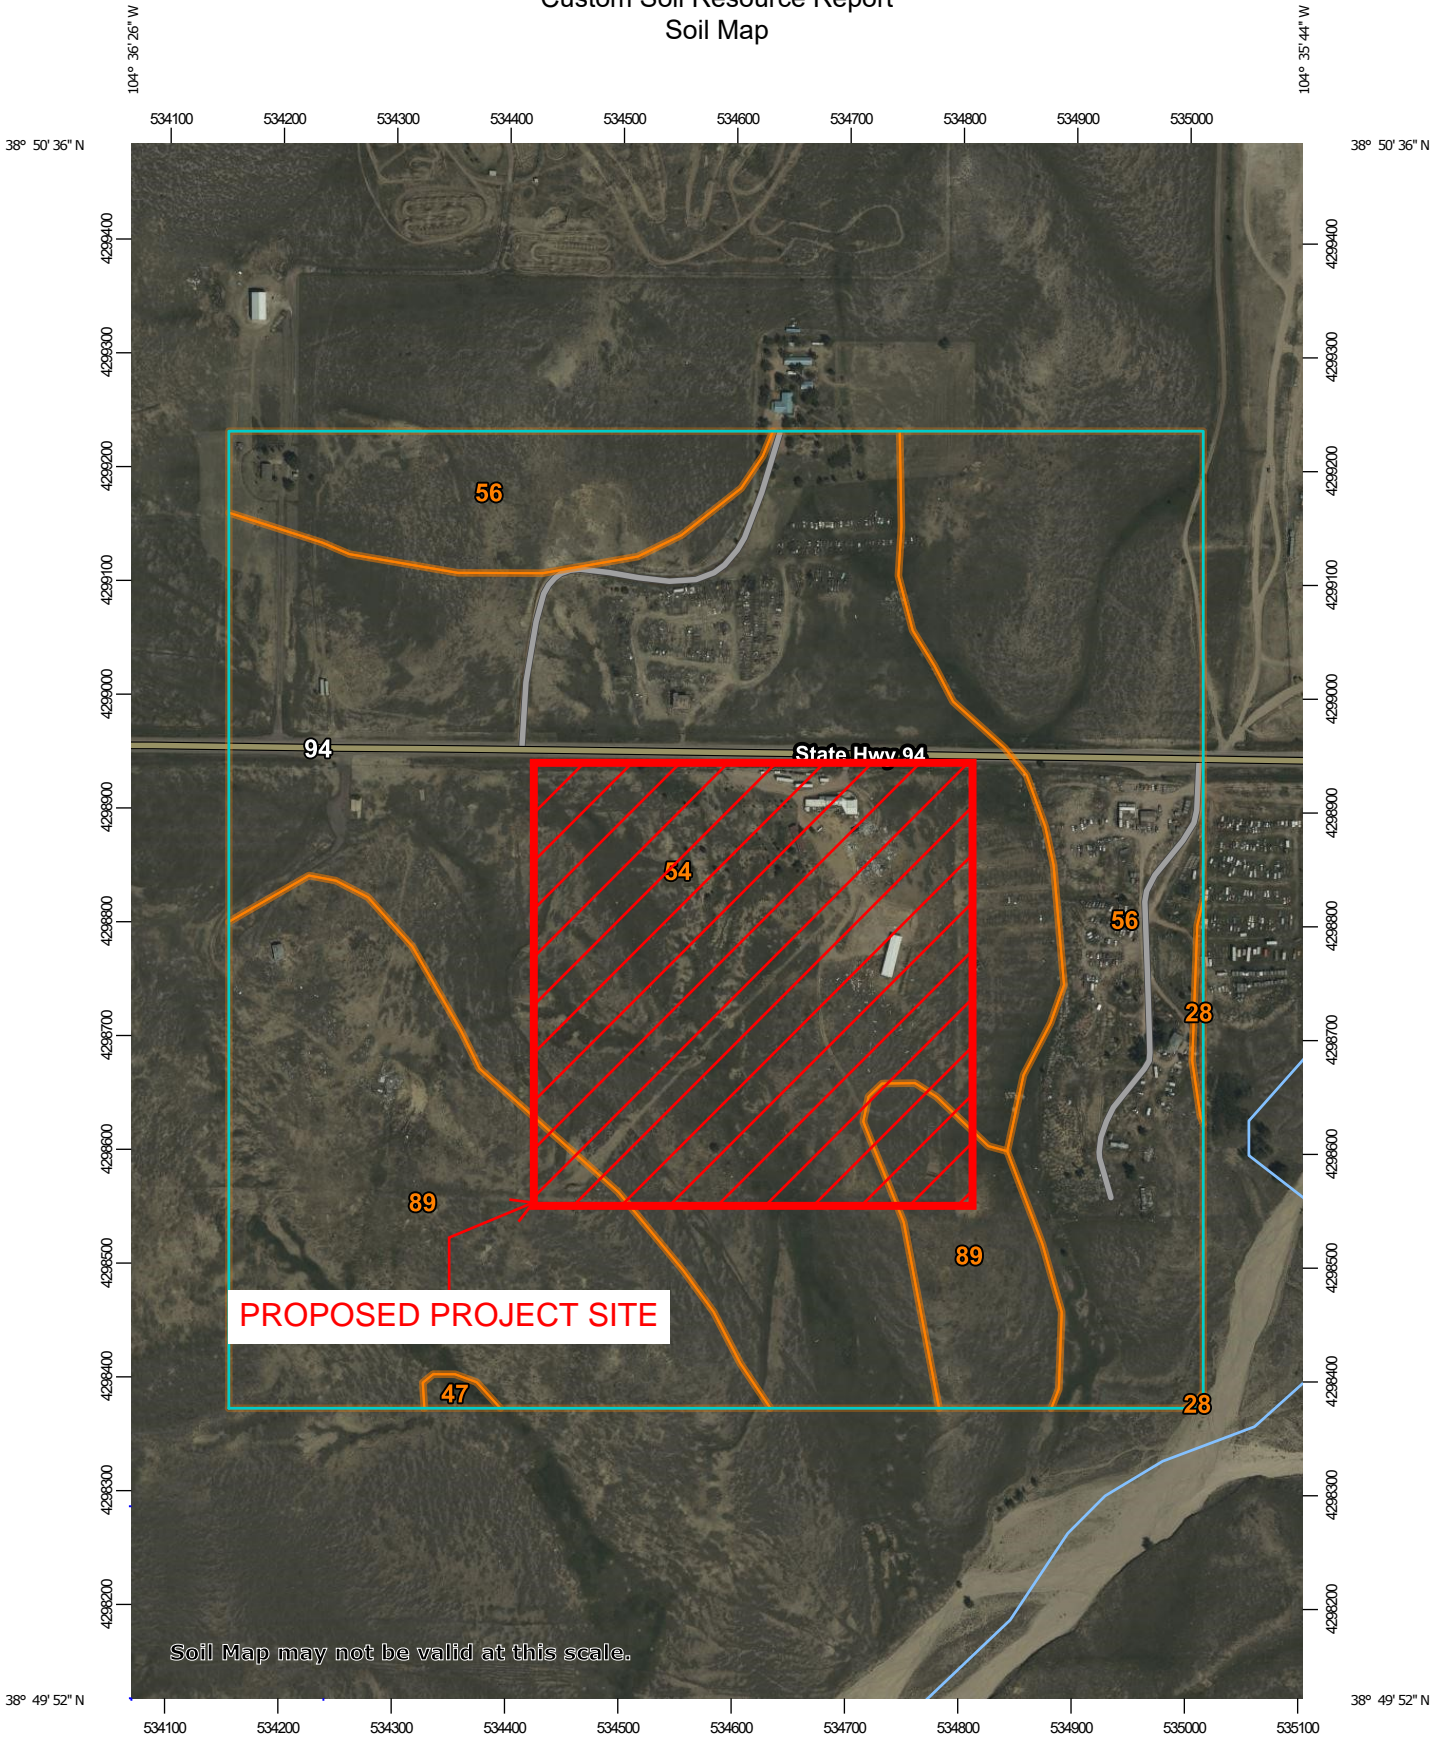 Custom Soil Resource Report
Soil Map
104° 36' 26" W
104° 35' 44" W
534100 534200 534300 534400 534500 534600 534700 534800 534900 535000
38° 50' 36" N
38° 50' 36" N
4299400
4299400
4299300
4299300
4299200
4299200
56
4299100
4299100
4299000
4299000
94
State Hwy 94
4298900
4298900
54
4298800
56
4298800
4298700
28
4298700
4298600
4298600
89
4298500
89
4298500
PROPOSED PROJECT SITE
4298400
47
28
4298400
4298300
4298300
4298200
4298200
Soil Map may not be valid at this scale.
38° 49' 52" N
38° 49' 52" N
534100 534200 534300 534400 534500 534600 534700 534800 534900 535000 535100